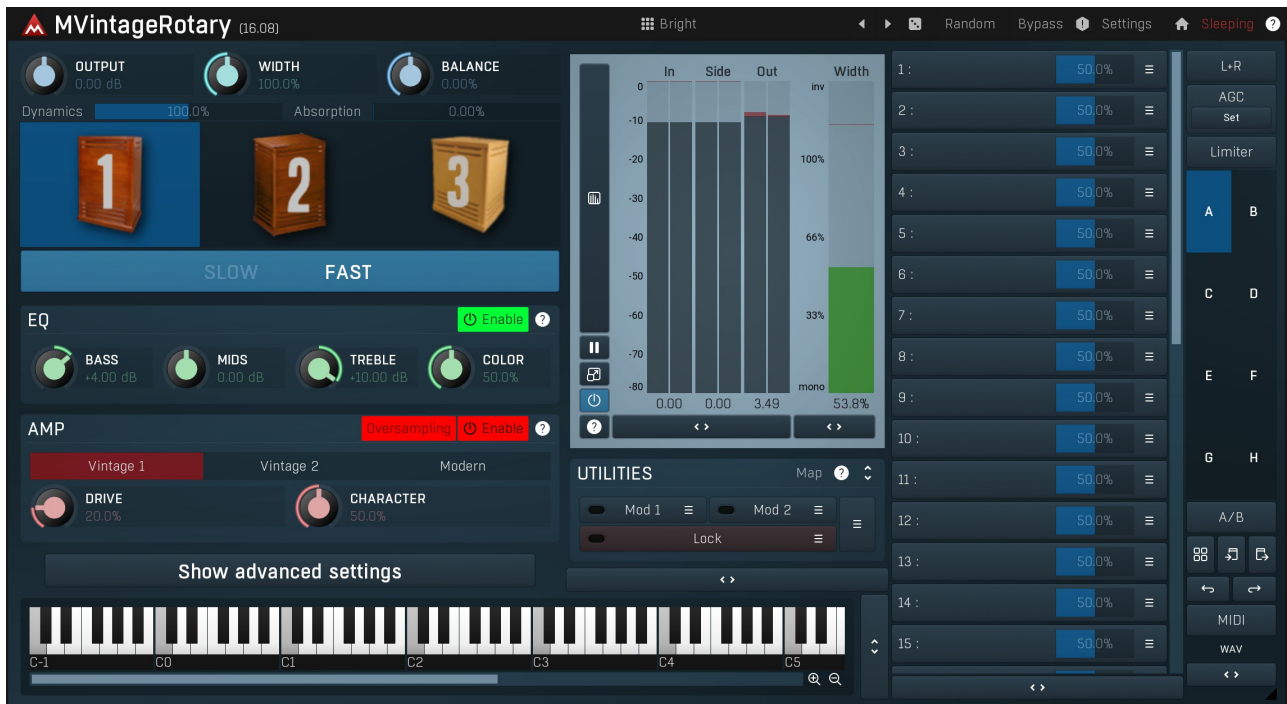 MVintageRotary (16.08) Bright Random Bypass Settings Sleeping ?
OUTPUT
0.00 dB
WIDTH
100.0%
BALANCE
0.00%
Dynamics 100.0% Absorption 0.00%
1 2 3
SLOW FAST
EQ Enable ?
BASS
+4.00 dB
MIDS
0.00 dB
TREBLE
+10.00 dB
COLOR
50.0%
AMP Oversampling Enable ?
Vintage 1 Vintage 2 Modern
DRIVE
20.0%
CHARACTER
50.0%
Show advanced settings
C-1 C0 C1 C2 C3 C4 C5
In Side Out Width
0 inv
-10
-20 100%
-30
-40 66%
-50
-60 33%
-70
-80 mono
0.00 0.00 3.49 53.8%
?
UTILITIES Map ?
Mod 1 Mod 2
Lock
1 : 50.0%
2 : 50.0%
3 : 50.0%
4 : 50.0%
5 : 50.0%
6 : 50.0%
7 : 50.0%
8 : 50.0%
9 : 50.0%
10 : 50.0%
11 : 50.0%
12 : 50.0%
13 : 50.0%
14 : 50.0%
15 : 50.0%
L+R
AGC
Set
Limiter
A B
C D
E F
G H
A/B
MIDI
WAV